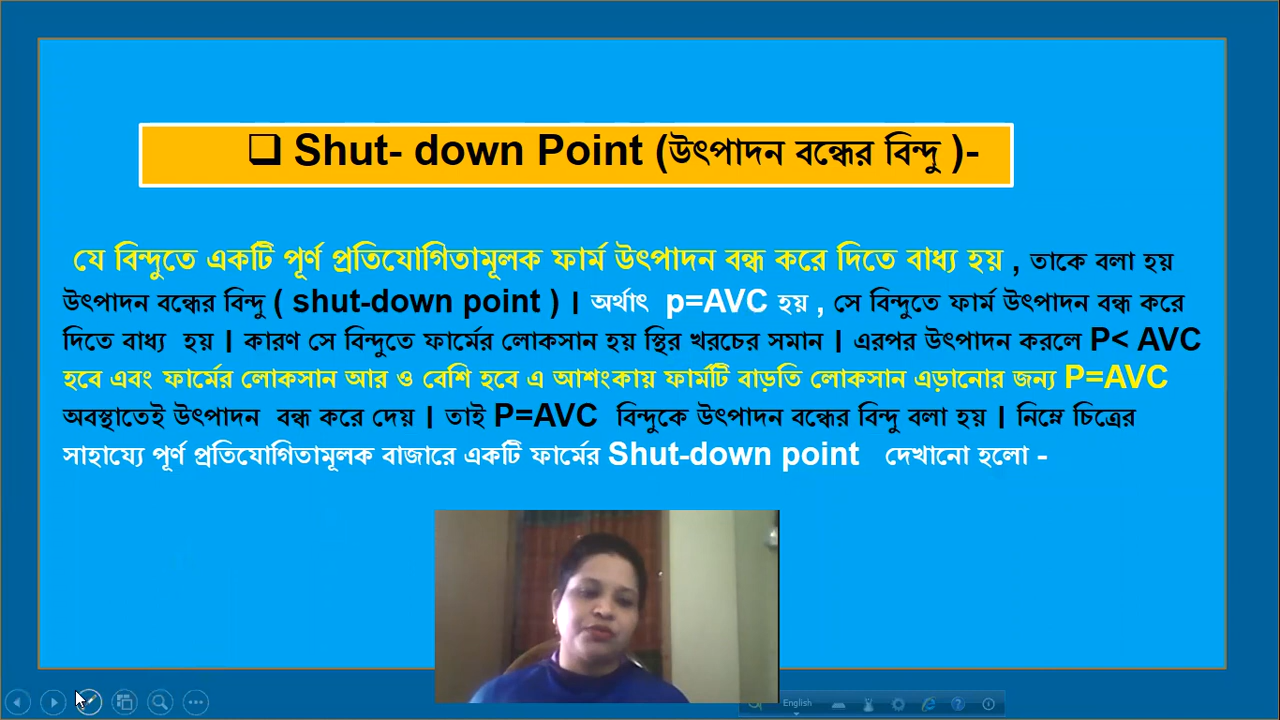 ❑ Shut- down Point (উৎপাদন বন্ধের বিন্দু )-
যে বিন্দুতে একটি পূর্ণ প্রতিযোগিতামূলক ফার্ম উৎপাদন বন্ধ করে দিতে বাধ্য হয় , তাকে বলা হয়
উৎপাদন বন্ধের বিন্দু ( shut-down point ) | অর্থাৎ p=AVC হয় , সে বিন্দুতে ফার্ম উৎপাদন বন্ধ করে
দিতে বাধ্য হয় | কারণ সে বিন্দুতে ফার্মের লোকসান হয় স্থির খরচের সমান | এরপর উৎপাদন করলে P< AVC
হবে এবং ফার্মের লোকসান আর ও বেশি হবে এ আশংকায় ফার্মটি বাড়তি লোকসান এড়ানোর জন্য P=AVC
অবস্থাতেই উৎপাদন বন্ধ করে দেয় | তাই P=AVC বিন্দুকে উৎপাদন বন্ধের বিন্দু বলা হয় | নিম্নে চিত্রের
সাহায্যে পূর্ণ প্রতিযোগিতামূলক বাজারে একটি ফার্মের Shut-down point দেখানো হলো -
English